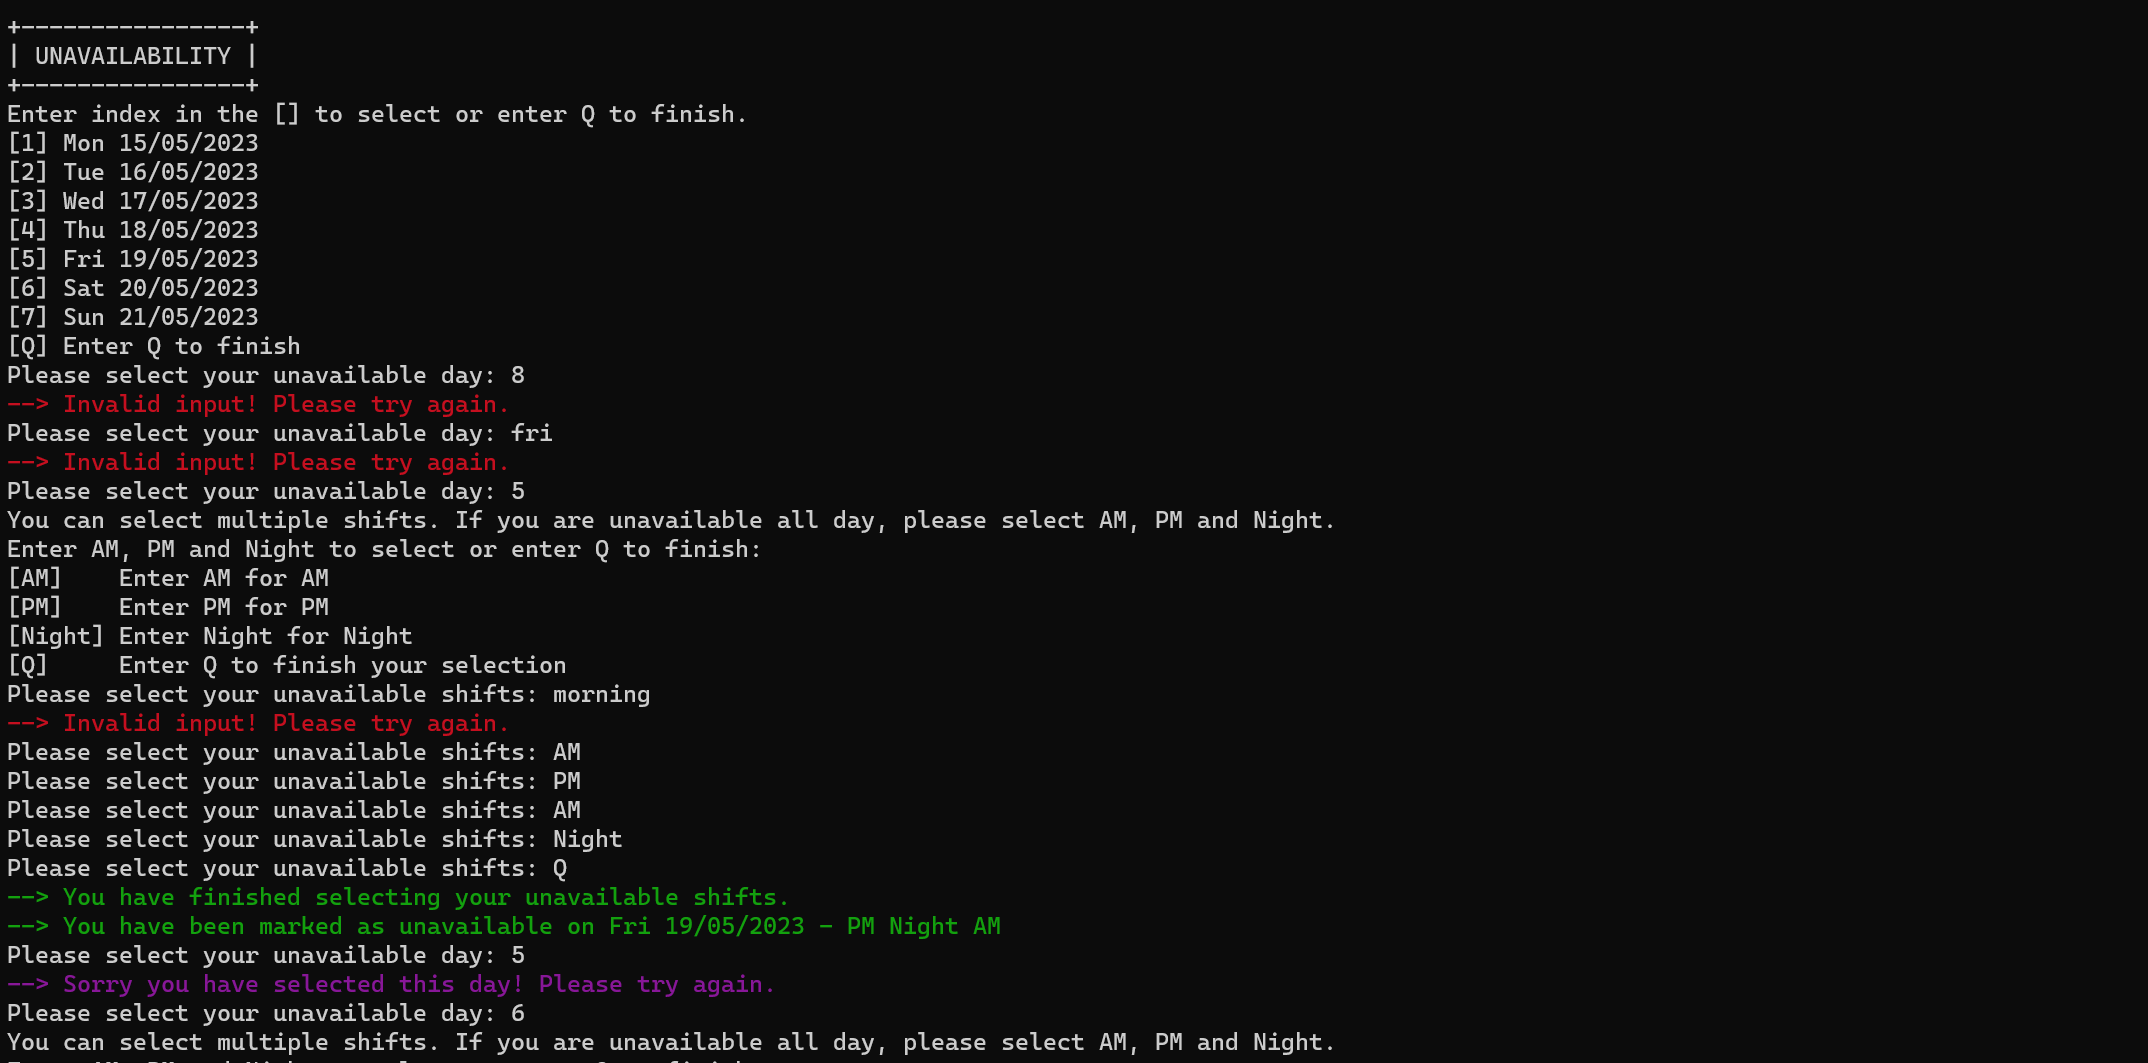 +----------------+
| UNAVAILABILITY |
+----------------+
Enter index in the [] to select or enter Q to finish.
[1] Mon 15/05/2023
[2] Tue 16/05/2023
[3] Wed 17/05/2023
[4] Thu 18/05/2023
[5] Fri 19/05/2023
[6] Sat 20/05/2023
[7] Sun 21/05/2023
[Q] Enter Q to finish
Please select your unavailable day: 8
--> Invalid input! Please try again.
Please select your unavailable day: fri
--> Invalid input! Please try again.
Please select your unavailable day: 5
You can select multiple shifts. If you are unavailable all day, please select AM, PM and Night.
Enter AM, PM and Night to select or enter Q to finish:
[AM]    Enter AM for AM
[PM]    Enter PM for PM
[Night] Enter Night for Night
[Q]     Enter Q to finish your selection
Please select your unavailable shifts: morning
--> Invalid input! Please try again.
Please select your unavailable shifts: AM
Please select your unavailable shifts: PM
Please select your unavailable shifts: AM
Please select your unavailable shifts: Night
Please select your unavailable shifts: Q
--> You have finished selecting your unavailable shifts.
--> You have been marked as unavailable on Fri 19/05/2023 - PM Night AM
Please select your unavailable day: 5
--> Sorry you have selected this day! Please try again.
Please select your unavailable day: 6
You can select multiple shifts. If you are unavailable all day, please select AM, PM and Night.